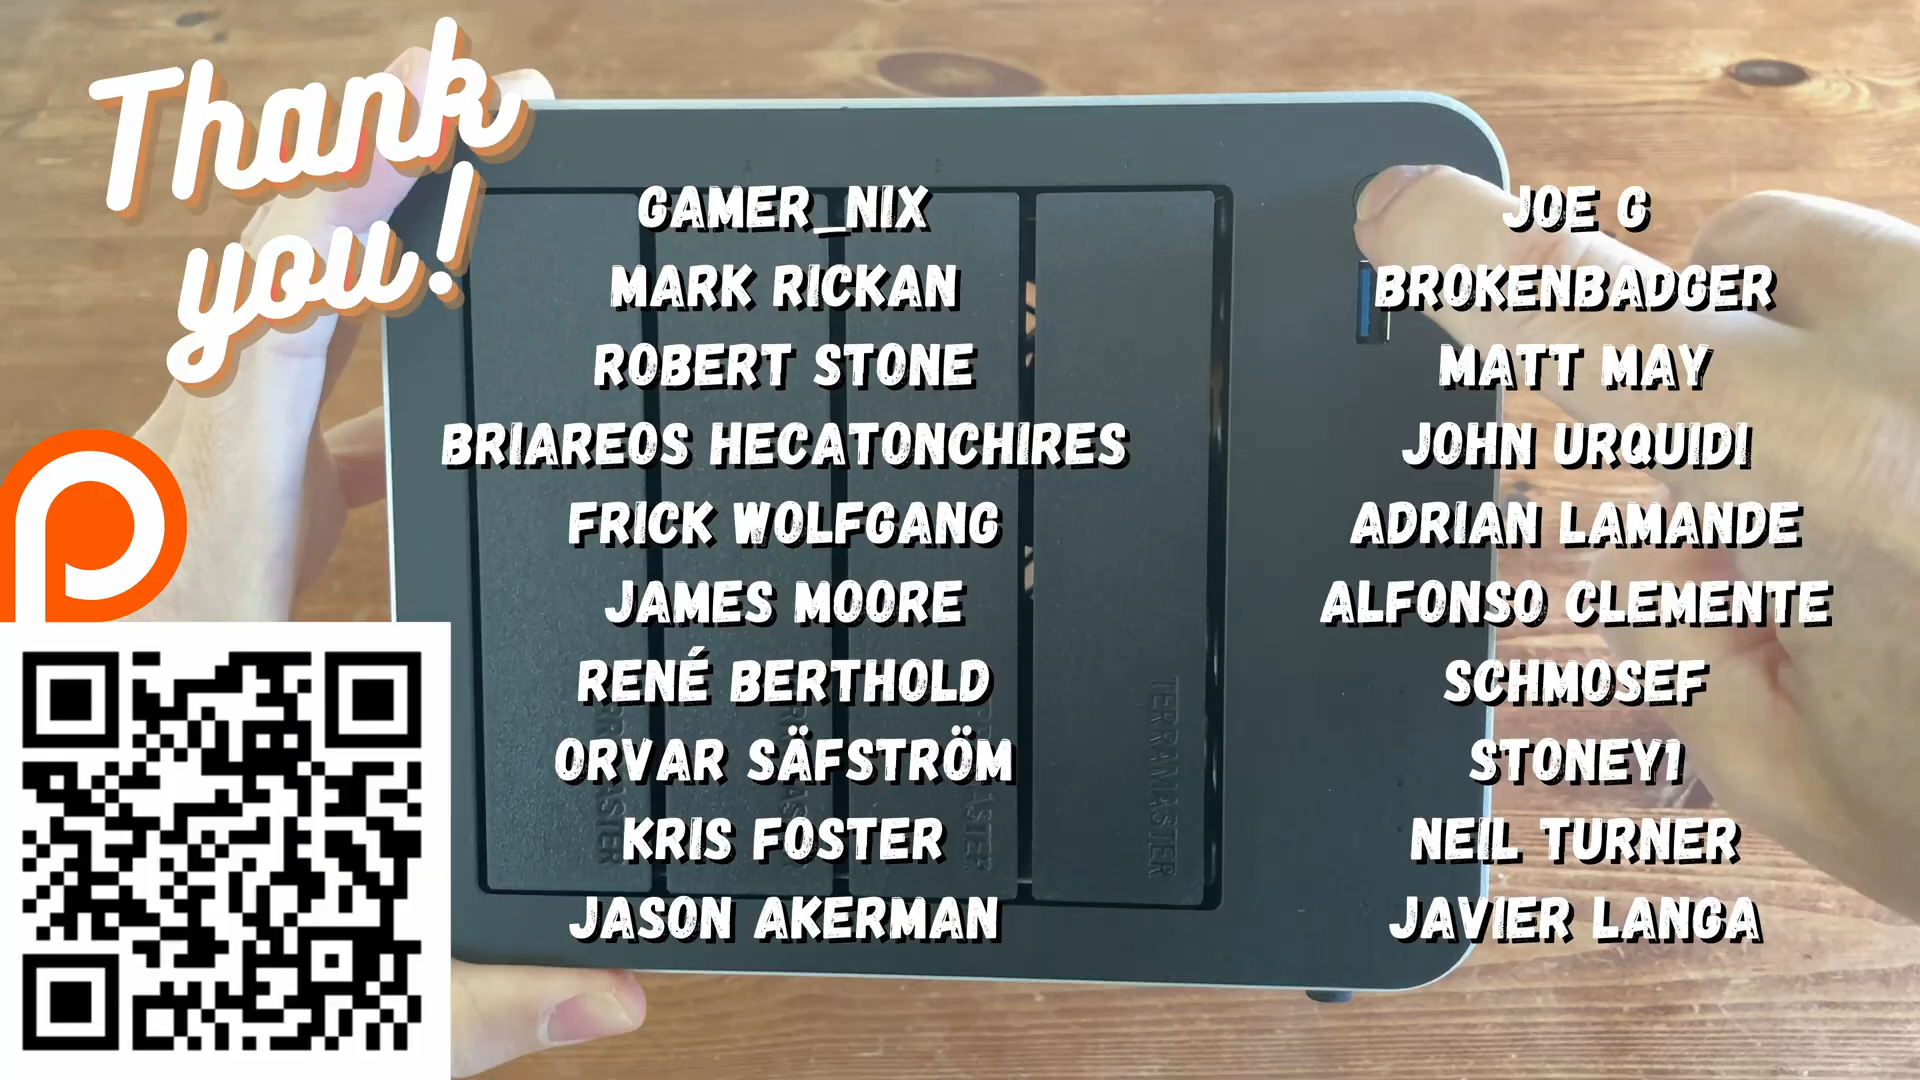 Thank
you!
GAMER_NIX
MARK RICKAN
ROBERT STONE
BRIAREOS HECATONCHIRES
FRICK WOLFGANG
JAMES MOORE
RENÉ BERTHOLD
ORVAR SÄFSTRÖM
KRIS FOSTER
JASON AKERMAN
JOE G
BROKENBADGER
MATT MAY
JOHN URQUIDI
ADRIAN LAMANDE
ALFONSO CLEMENTE
SCHMOSEF
STONEY1
NEIL TURNER
JAVIER LANGA
TERRAMASTER